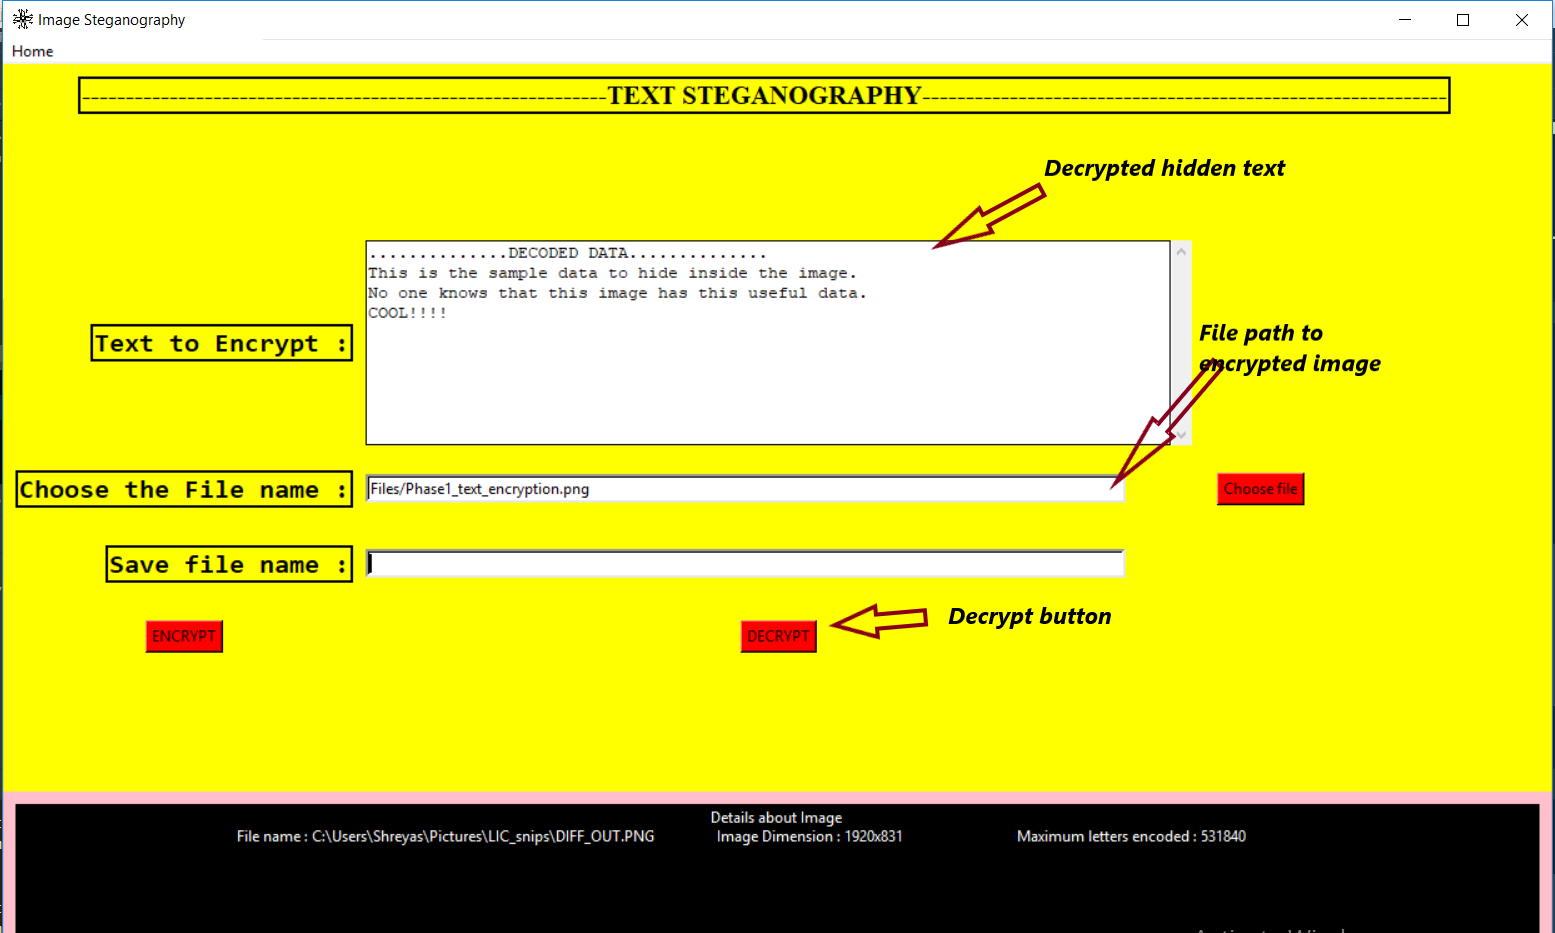 Image Steganography
Home
------------------------------------------------------------TEXT STEGANOGRAPHY------------------------------------------------------------
Decrypted hidden text
..............DECODED DATA..............
This is the sample data to hide inside the image.
No one knows that this image has this useful data.
COOL!!!!
Text to Encrypt :
File path to
encrypted image
Choose the File name :
Files/Phase1_text_encryption.png
Choose file
Save file name :
ENCRYPT
DECRYPT
Decrypt button
Details about Image
File name : C:\Users\Shreyas\Pictures\LIC_snips\DIFF_OUT.PNG Image Dimension : 1920x831 Maximum letters encoded : 531840